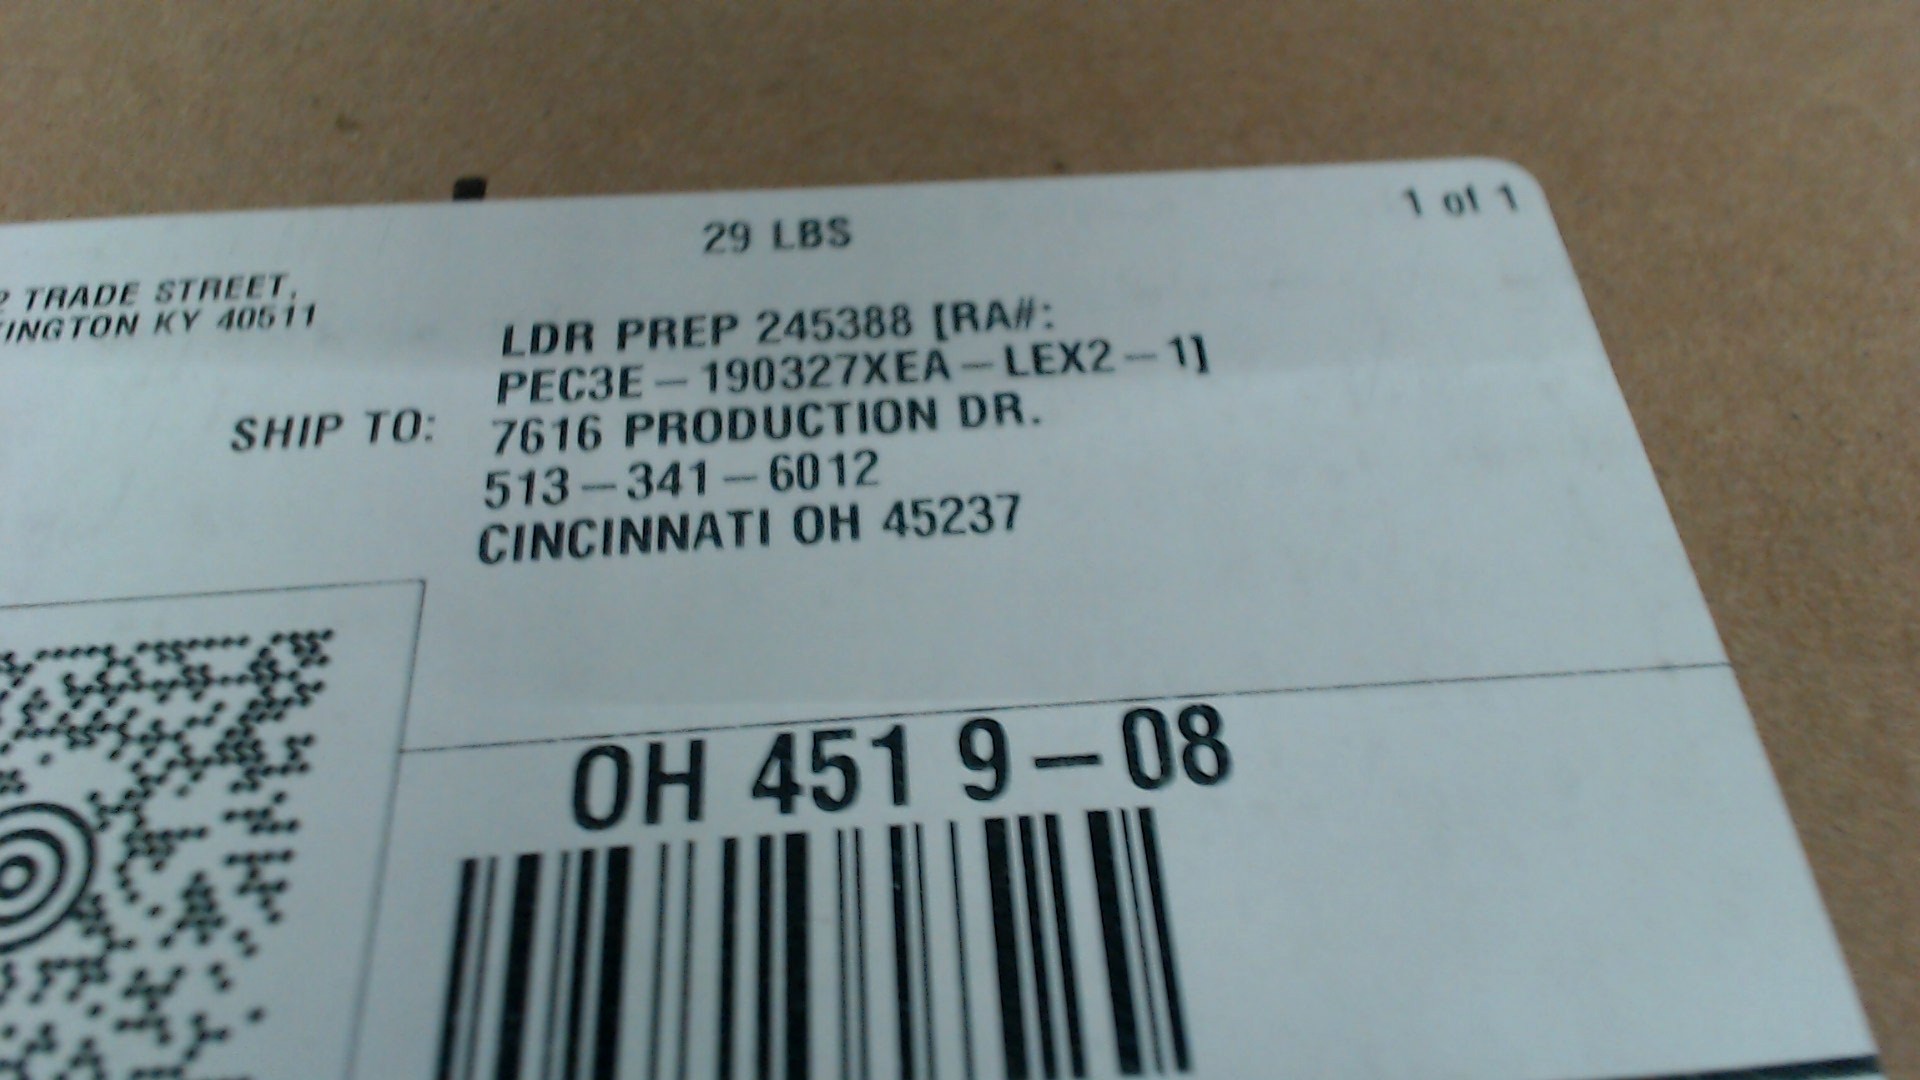 29 LBS
1 of 1
2 TRADE STREET,
INGTON KY 40511
LDR PREP 245388 [RA#:
PEC3E-190327XEA-LEX2-1]
SHIP TO: 7616 PRODUCTION DR.
513-341-6012
CINCINNATI OH 45237
OH 451 9-08